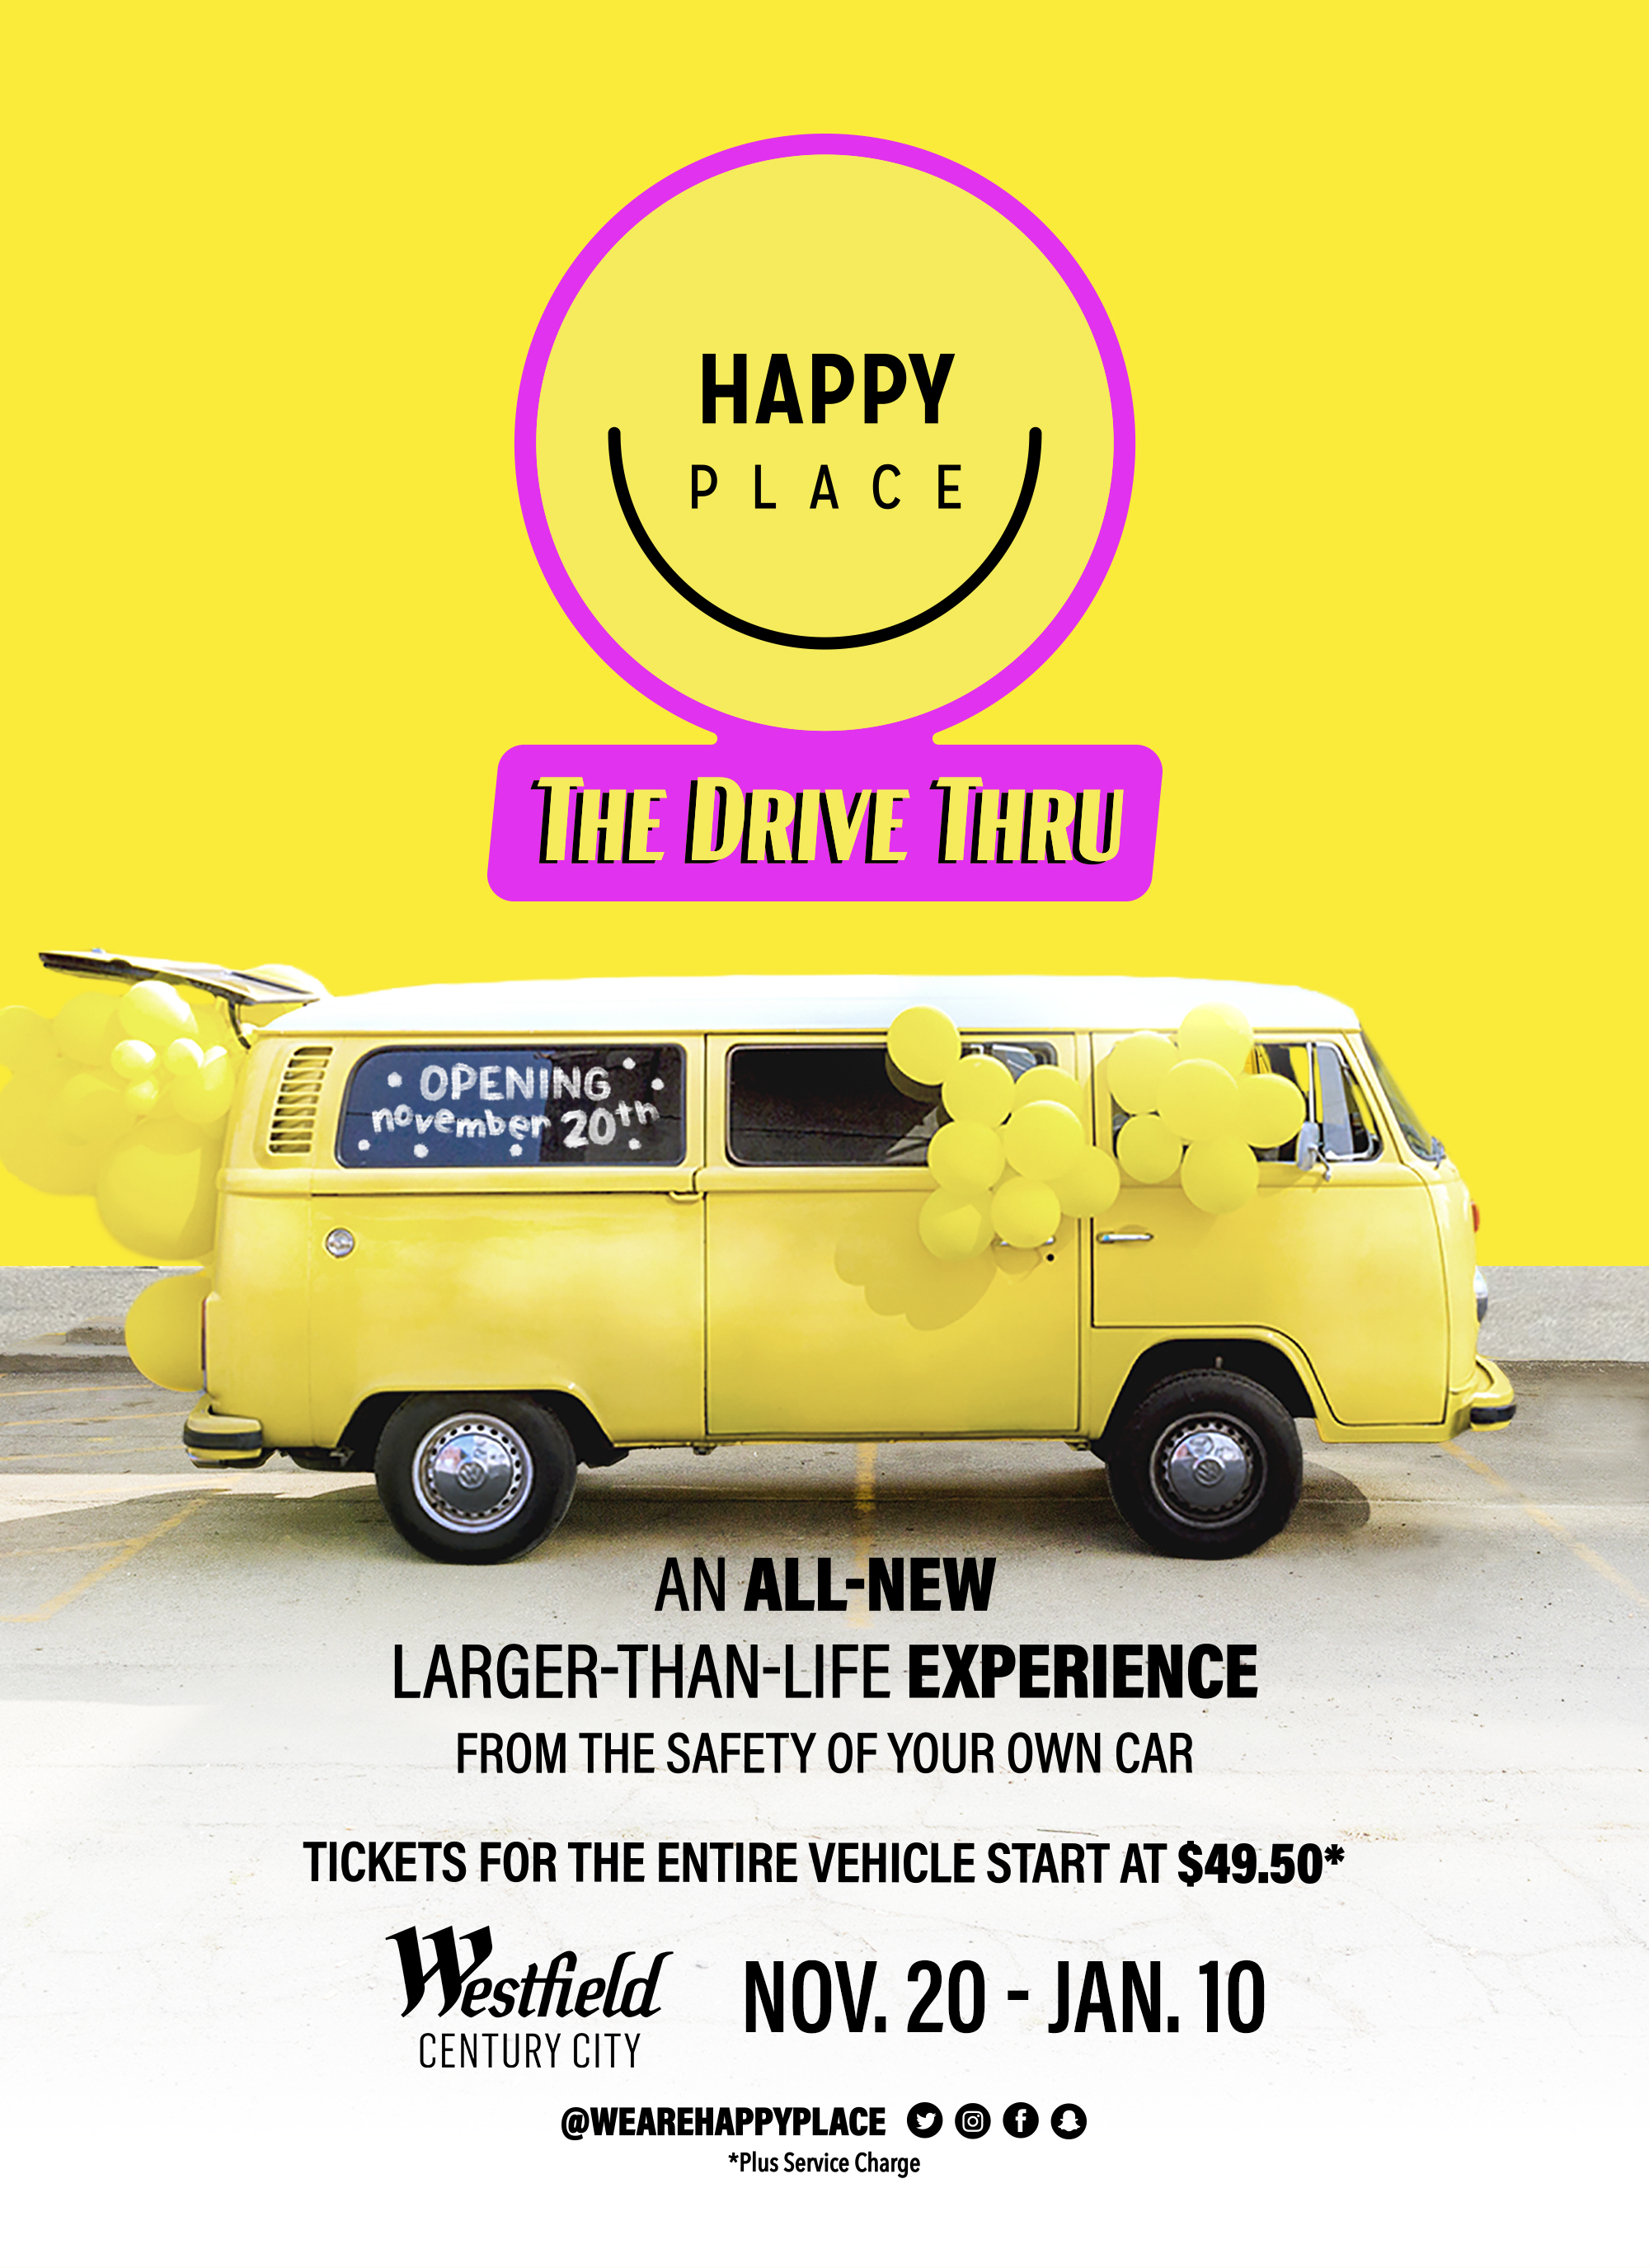 HAPPY
PLACE
THE DRIVE THRU
OPENING
november 20th
AN ALL-NEW
LARGER-THAN-LIFE EXPERIENCE
FROM THE SAFETY OF YOUR OWN CAR
TICKETS FOR THE ENTIRE VEHICLE START AT $49.50*
Westfield
CENTURY CITY
NOV. 20 - JAN. 10
@WEAREHAPPYPLACE
*Plus Service Charge